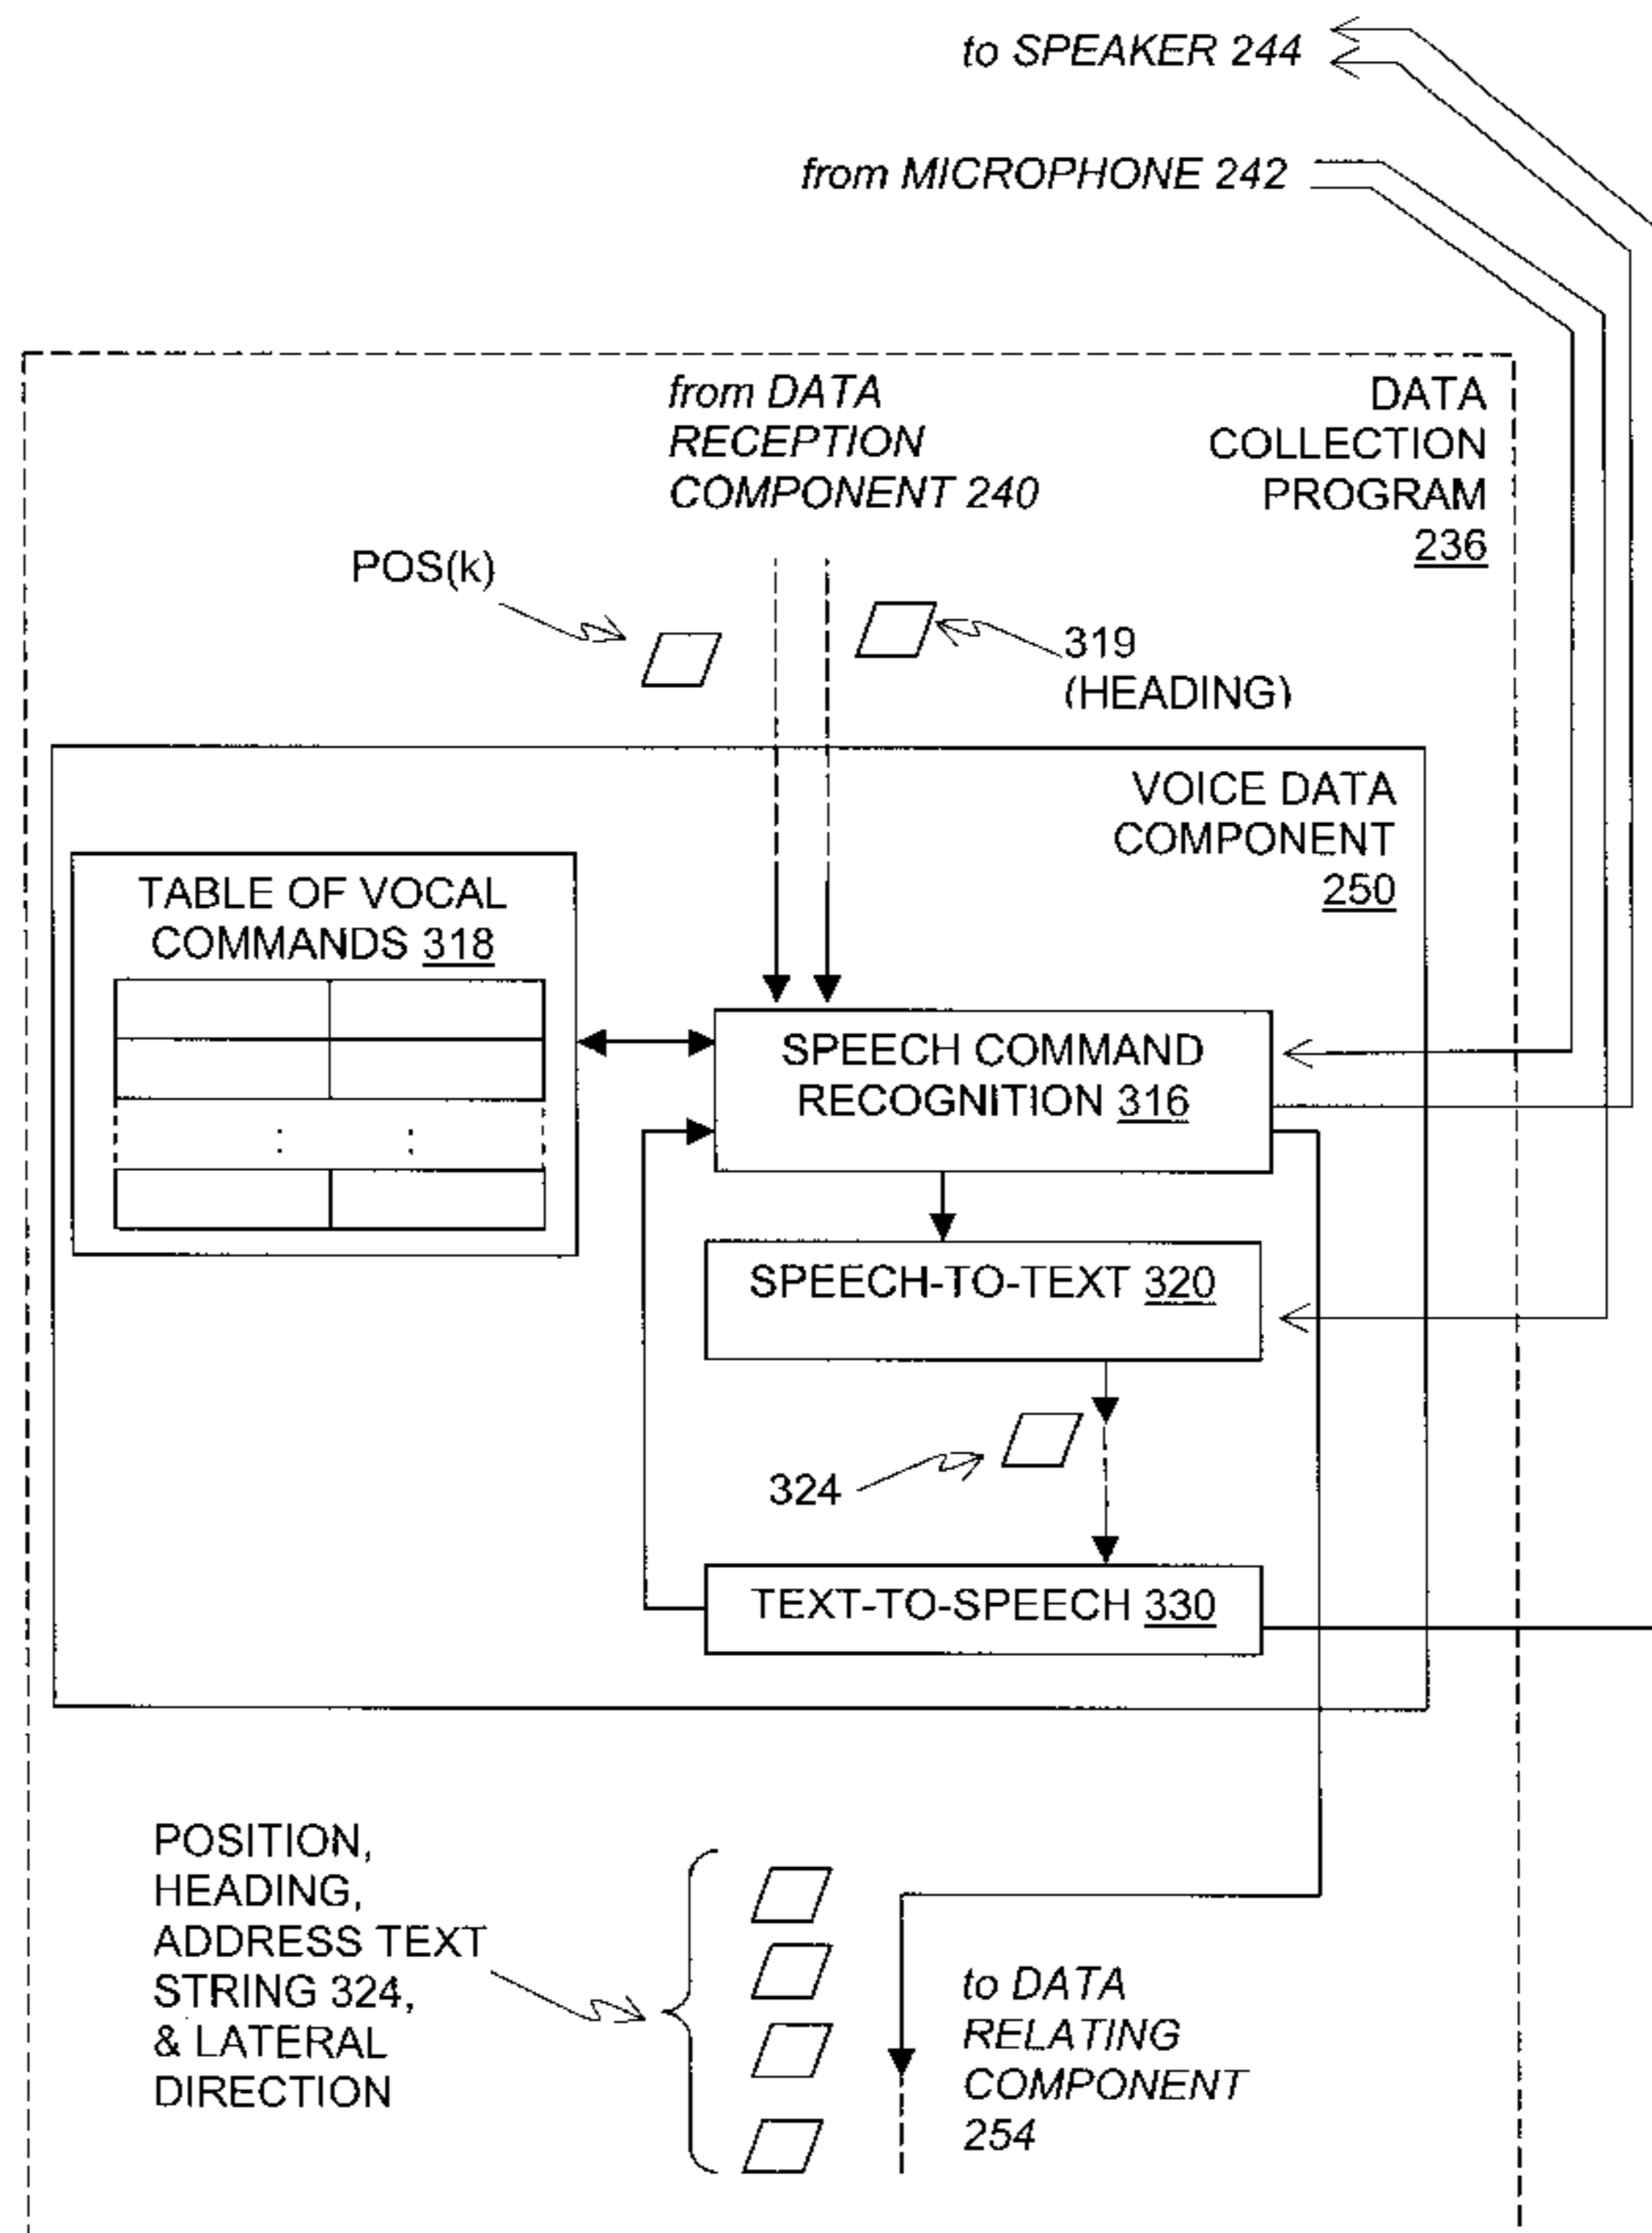 to SPEAKER 244
from MICROPHONE 242
from DATA
RECEPTION
COMPONENT 240
DATA
COLLECTION
PROGRAM
236
POS(k)
319
(HEADING)
VOICE DATA
COMPONENT
250
TABLE OF VOCAL
COMMANDS 318
: :
SPEECH COMMAND
RECOGNITION 316
SPEECH-TO-TEXT 320
324
TEXT-TO-SPEECH 330
POSITION,
HEADING,
ADDRESS TEXT
STRING 324,
& LATERAL
DIRECTION
to DATA
RELATING
COMPONENT
254